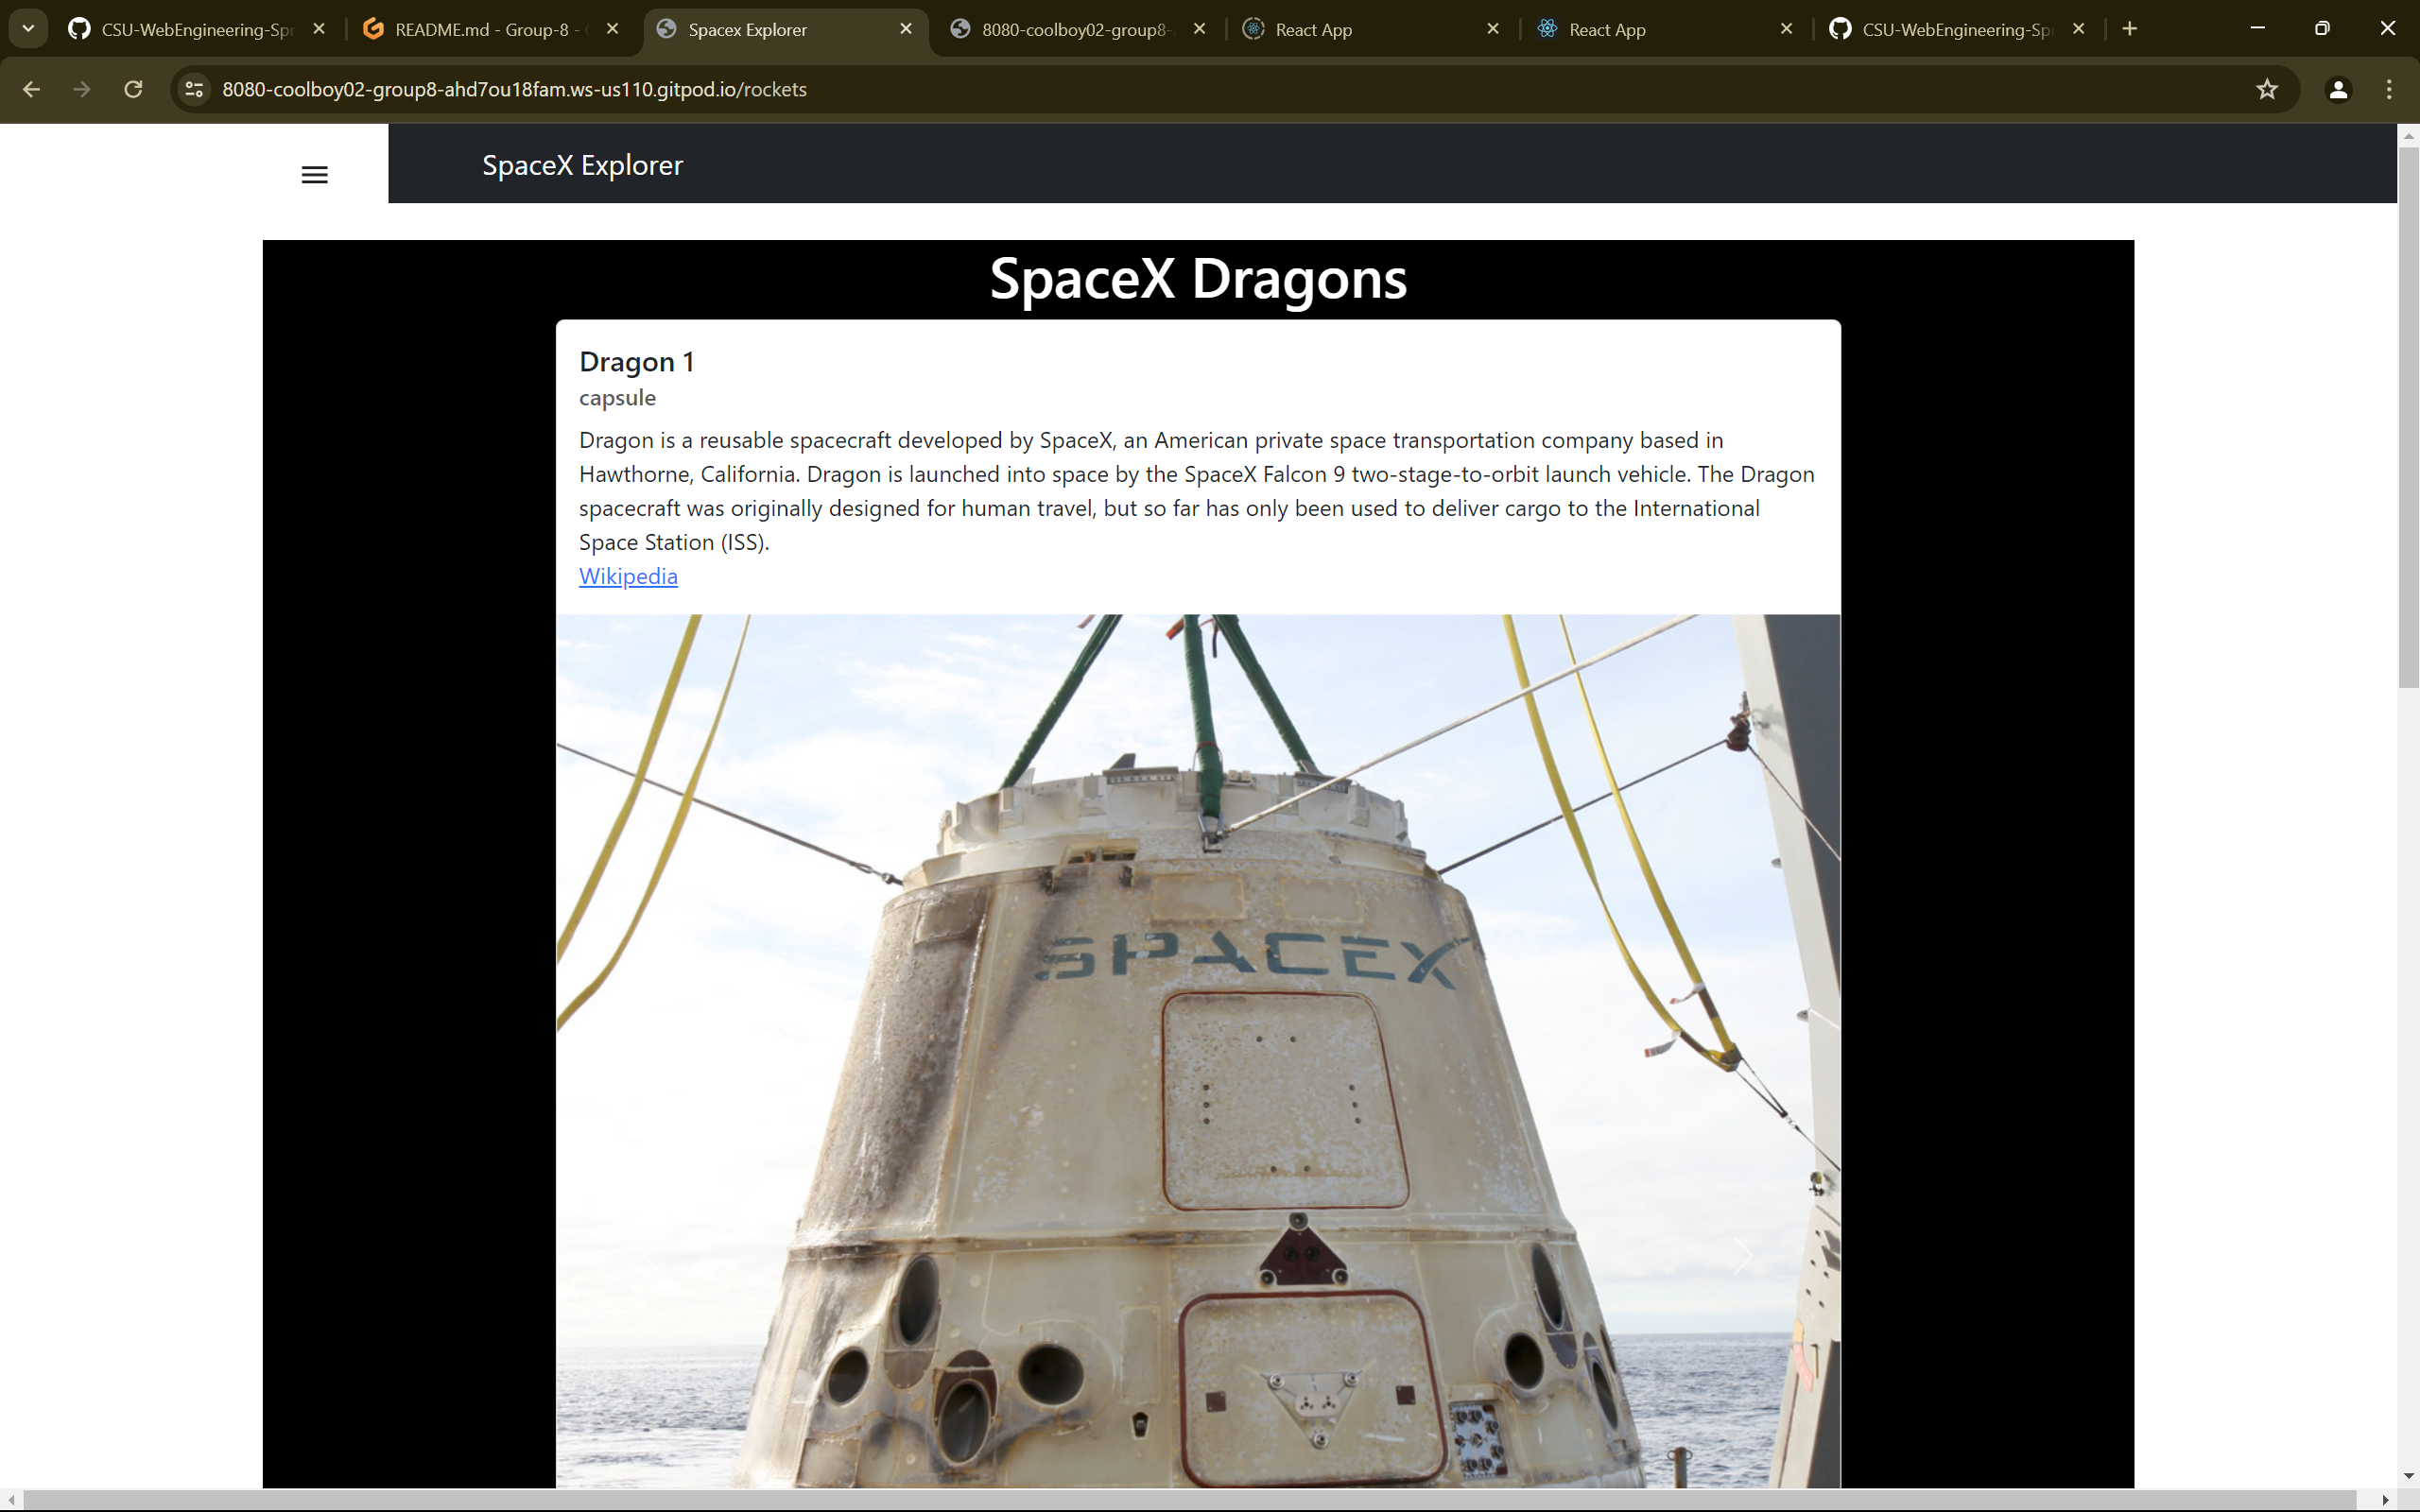 CSU-WebEngineering-Spr
README.md - Group-8 -
Spacex Explorer
8080-coolboy02-group8-
React App
React App
CSU-WebEngineering-Sp
8080-coolboy02-group8-ahd7ou18fam.ws-us110.gitpod.io/rockets
SpaceX Explorer
SpaceX Dragons
Dragon 1
capsule
Dragon is a reusable spacecraft developed by SpaceX, an American private space transportation company based in
Hawthorne, California. Dragon is launched into space by the SpaceX Falcon 9 two-stage-to-orbit launch vehicle. The Dragon
spacecraft was originally designed for human travel, but so far has only been used to deliver cargo to the International
Space Station (ISS).
Wikipedia
SPACEX